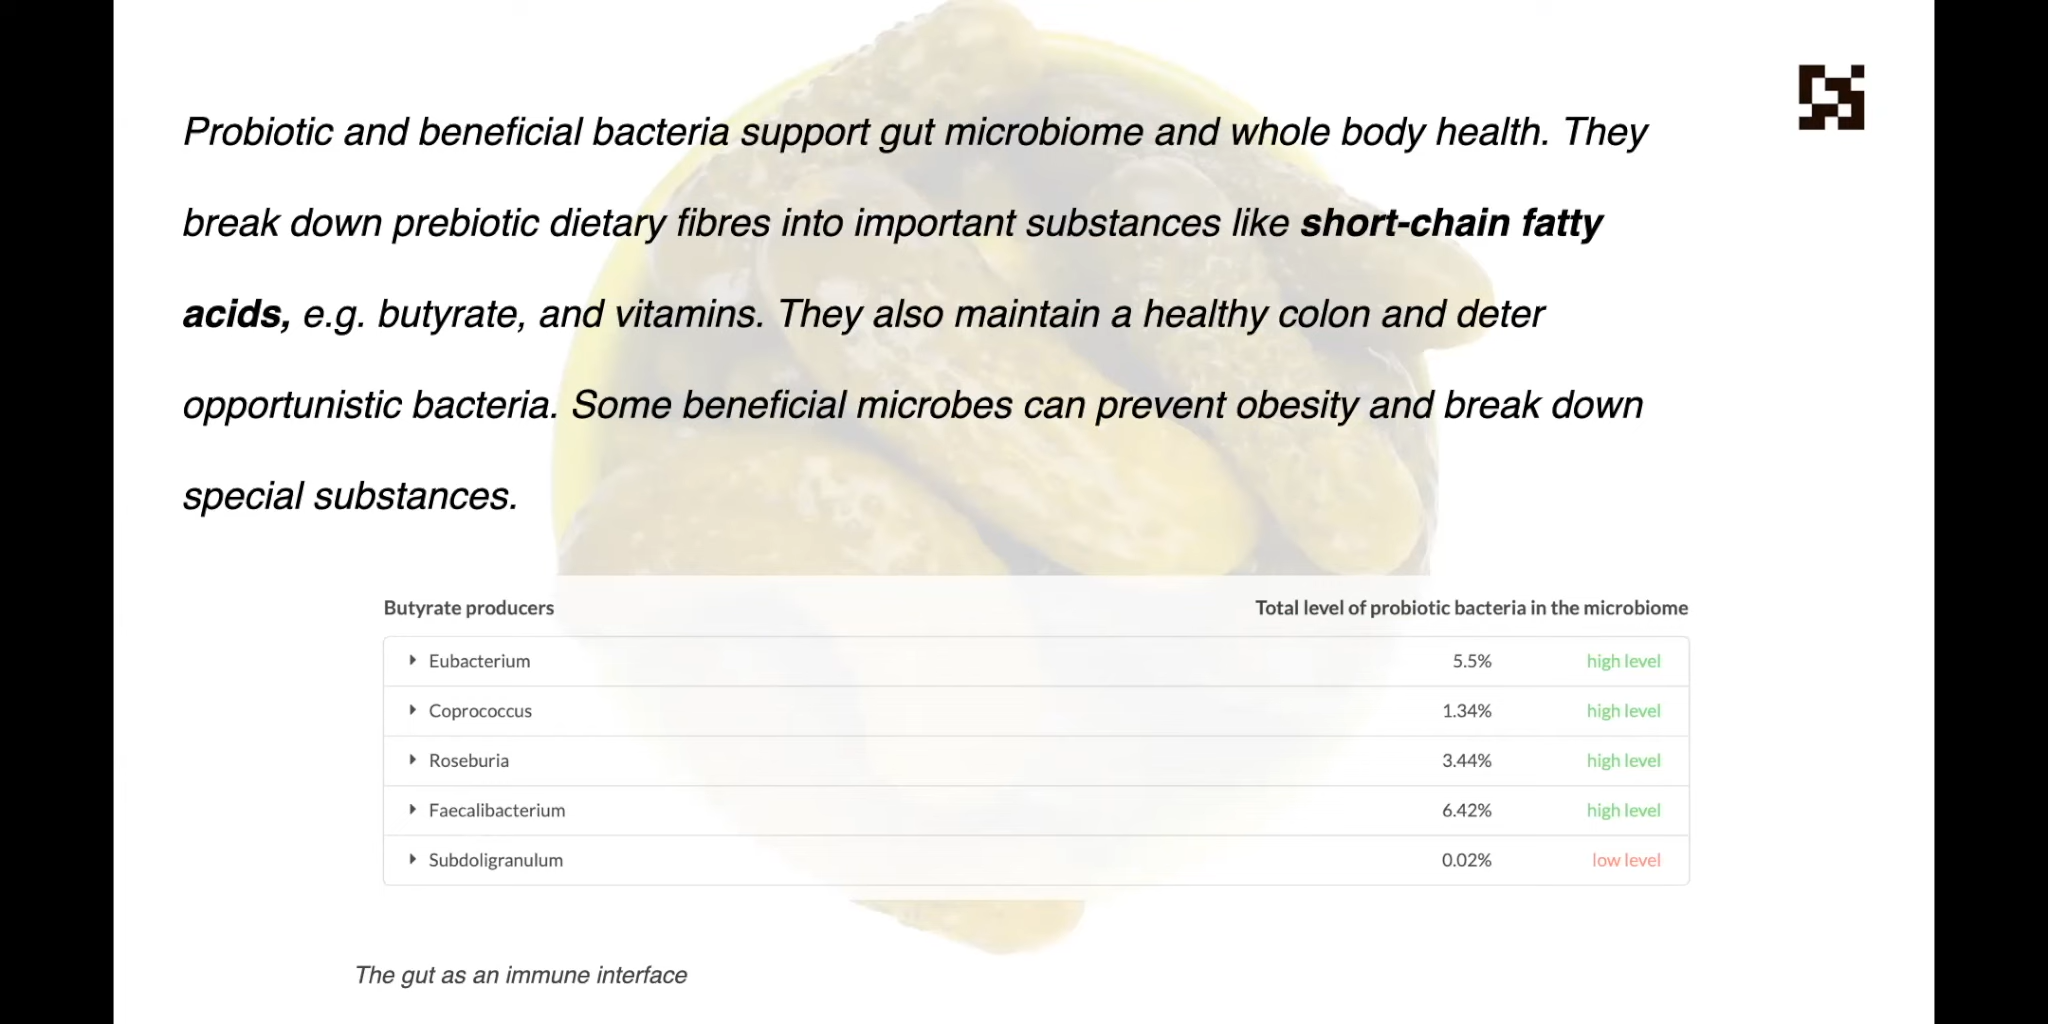 Probiotic and beneficial bacteria support gut microbiome and whole body health. They
break down prebiotic dietary fibres into important substances like short-chain fatty
acids, e.g. butyrate, and vitamins. They also maintain a healthy colon and deter
opportunistic bacteria. Some beneficial microbes can prevent obesity and break down
special substances.
Butyrate producers Total level of probiotic bacteria in the microbiome
Eubacterium 5.5% high level
Coprococcus 1.34% high level
Roseburia 3.44% high level
Faecalibacterium 6.42% high level
Subdoligranulum 0.02% low level
The gut as an immune interface